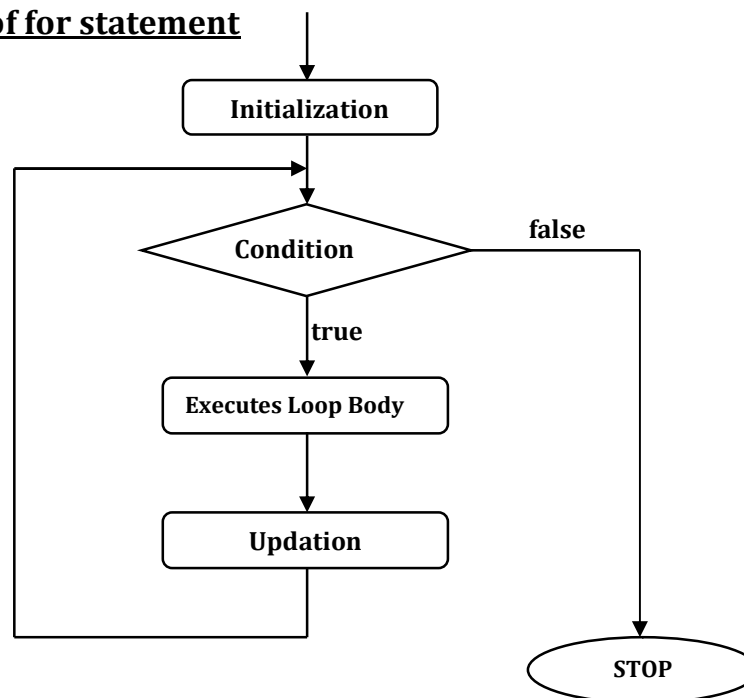 of for statement
Initialization
Condition
false
true
Executes Loop Body
Updation
STOP